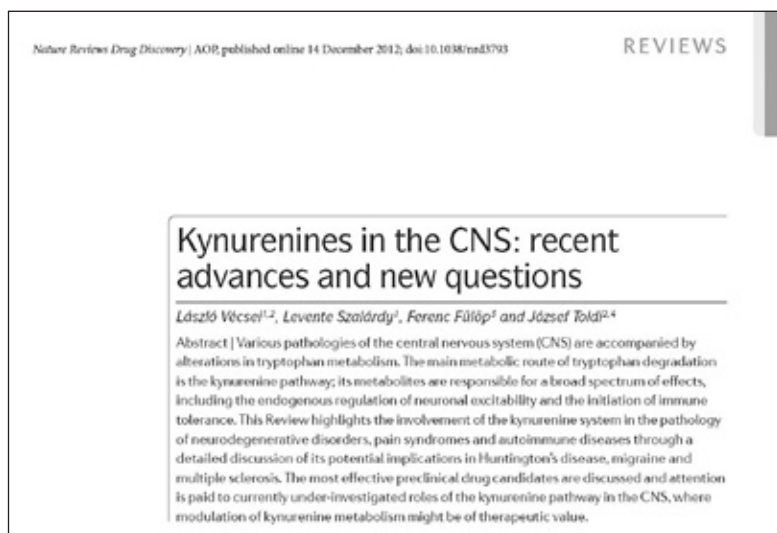 Nature Reviews Drug Discovery | AOP, published online 14 December 2012; doi:10.1038/nrd3793
REVIEWS
Kynurenines in the CNS: recent
advances and new questions
László Vécsei1,2, Levente Szalárdy1, Ferenc Fülöp3 and József Toldi2,4
Abstract | Various pathologies of the central nervous system (CNS) are accompanied by
alterations in tryptophan metabolism. The main metabolic route of tryptophan degradation
is the kynurenine pathway; its metabolites are responsible for a broad spectrum of effects,
including the endogenous regulation of neuronal excitability and the initiation of immune
tolerance. This Review highlights the involvement of the kynurenine system in the pathology
of neurodegenerative disorders, pain syndromes and autoimmune diseases through a
detailed discussion of its potential implications in Huntington's disease, migraine and
multiple sclerosis. The most effective preclinical drug candidates are discussed and attention
is paid to currently under-investigated roles of the kynurenine pathway in the CNS, where
modulation of kynurenine metabolism might be of therapeutic value.